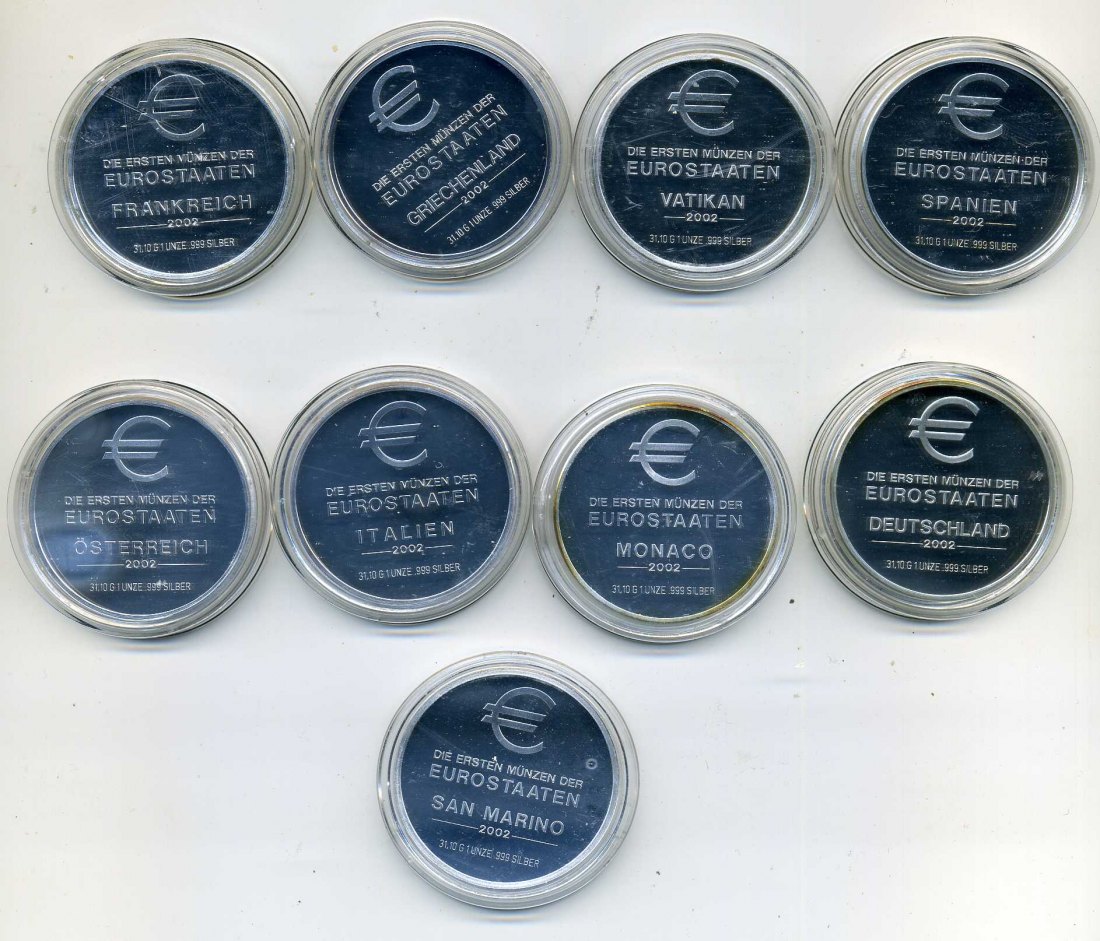 €
DIE ERSTEN MÜNZEN DER
EUROSTAATEN
FRANKREICH
2002
31,10 G 1 UNZE .999 SILBER
€
DIE ERSTEN MÜNZEN DER
EUROSTAATEN
GRIECHENLAND
2002
31,10 G 1 UNZE .999 SILBER
€
DIE ERSTEN MÜNZEN DER
EUROSTAATEN
VATIKAN
2002
31,10 G 1 UNZE .999 SILBER
€
DIE ERSTEN MÜNZEN DER
EUROSTAATEN
SPANIEN
2002
31,10 G 1 UNZE .999 SILBER
€
DIE ERSTEN MÜNZEN DER
EUROSTAATEN
ÖSTERREICH
2002
31,10 G 1 UNZE .999 SILBER
€
DIE ERSTEN MÜNZEN DER
EUROSTAATEN
ITALIEN
2002
31,10 G 1 UNZE .999 SILBER
€
DIE ERSTEN MÜNZEN DER
EUROSTAATEN
MONACO
2002
31,10 G 1 UNZE .999 SILBER
€
DIE ERSTEN MÜNZEN DER
EUROSTAATEN
DEUTSCHLAND
2002
31,10 G 1 UNZE .999 SILBER
€
DIE ERSTEN MÜNZEN DER
EUROSTAATEN
SAN MARINO
2002
31,10 G 1 UNZE .999 SILBER